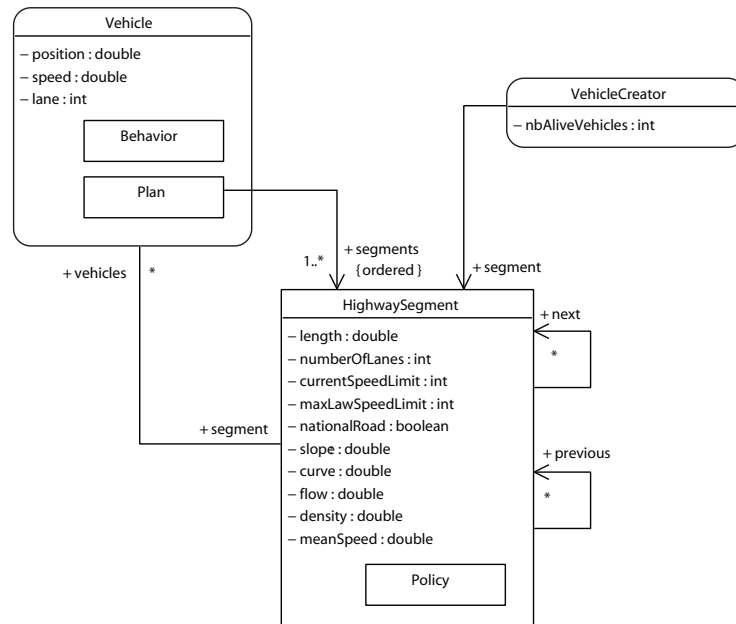 Vehicle
– position : double
– speed : double
– lane : int
Behavior
Plan
VehicleCreator
– nbAliveVehicles : int
+ vehicles
*
1..*
+ segments
{ ordered }
+ segment
HighwaySegment
– length : double
– numberOfLanes : int
– currentSpeedLimit : int
– maxLawSpeedLimit : int
– nationalRoad : boolean
– slope : double
– curve : double
– flow : double
– density : double
– meanSpeed : double
Policy
+ next
*
+ segment
+ previous
*